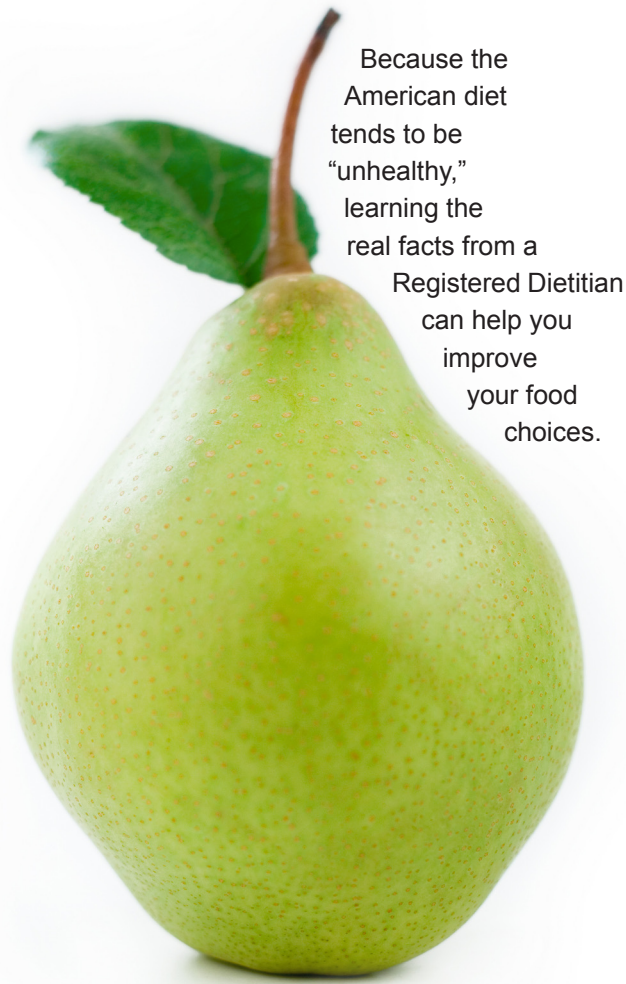 Because the
American diet
tends to be
“unhealthy,”
learning the
real facts from a
Registered Dietitian
can help you
improve
your food
choices.